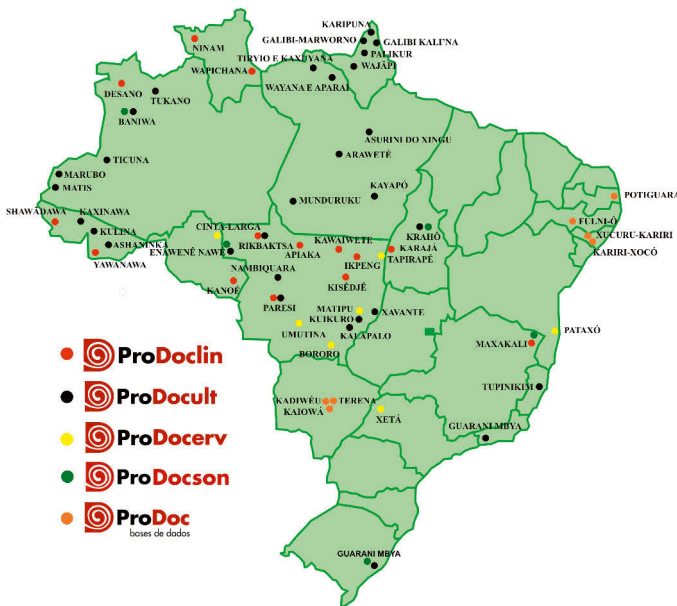 KARIPUNA
GALIBI-MARWORNO
GALIBI KALI'NA
NINAM
PALIKUR
TIRIYO E KAXUYANA
WAPICHANA
WAJÃPI
WAYANA E APARAI
DESANO
TUKANO
BANIWA
ASURINI DO XINGU
ARAWETÉ
TICUNA
MARUBO
MATIS
KAYAPÓ
MUNDURUKU
POTIGUARA
SHAWÃDAWA
KAXINAWA
KULINA
ASHANINKA
YAWANAWA
CINTA-LARGA
RIKBAKTSA
ENAWENÊ NAWÊ
KAWAIWETE
APIAKA
IKPENG
KRAHÔ
KARAJÁ
TAPIRAPÉ
FULNI-Ô
XUCURU-KARIRI
KARIRI-XOCÓ
NAMBIQUARA
KANOÉ
KISÊDJÊ
PARESI
MATIPU
XAVANTE
KUIKURO
KALAPALO
UMUTINA
BORORO
PATAXÓ
MAXAKALI
TUPINIKIM
KADIWÉU
TERENA
KAIOWÁ
XETÁ
GUARANI MBYA
GUARANI MBYA
ProDoclin
ProDocult
ProDocerv
ProDocson
ProDoc
bases de dados